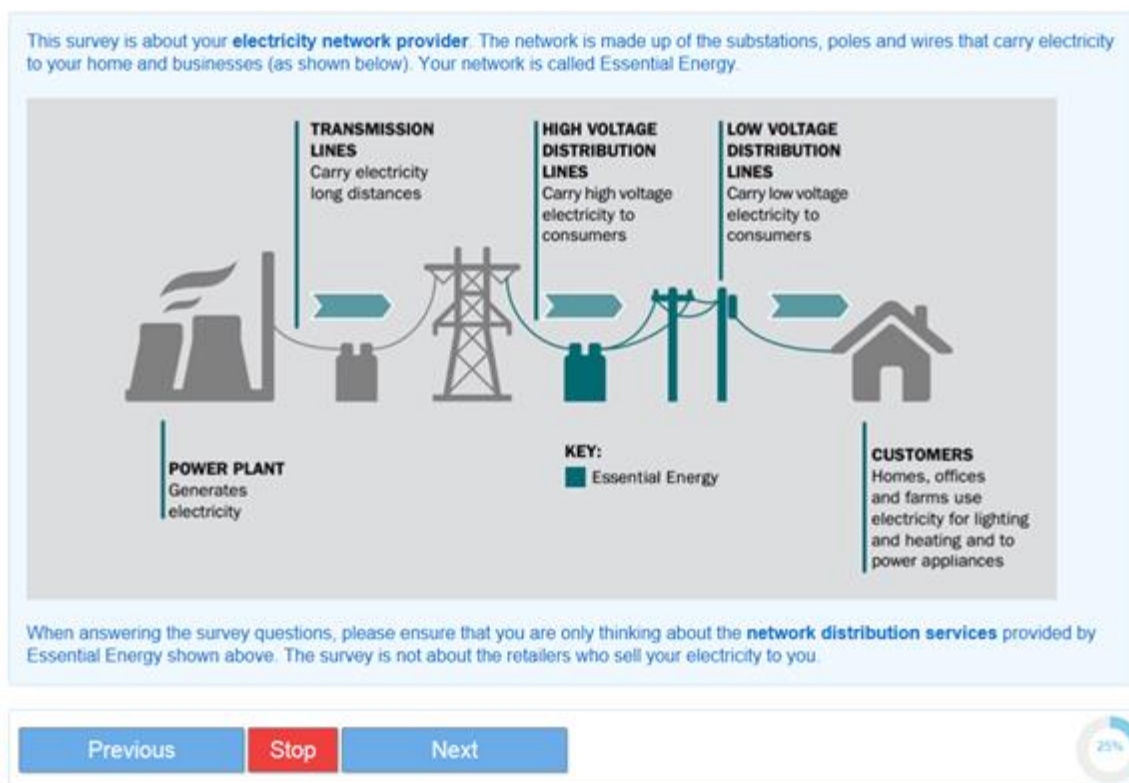 This survey is about your electricity network provider. The network is made up of the substations, poles and wires that carry electricity
to your home and businesses (as shown below). Your network is called Essential Energy.
TRANSMISSION
LINES
Carry electricity
long distances
HIGH VOLTAGE
DISTRIBUTION
LINES
Carry high voltage
electricity to
consumers
LOW VOLTAGE
DISTRIBUTION
LINES
Carry low voltage
electricity to
consumers
POWER PLANT
Generates
electricity
KEY:
Essential Energy
CUSTOMERS
Homes, offices
and farms use
electricity for lighting
and heating and to
power appliances
When answering the survey questions, please ensure that you are only thinking about the network distribution services provided by
Essential Energy shown above. The survey is not about the retailers who sell your electricity to you.
Previous
Stop
Next
25%